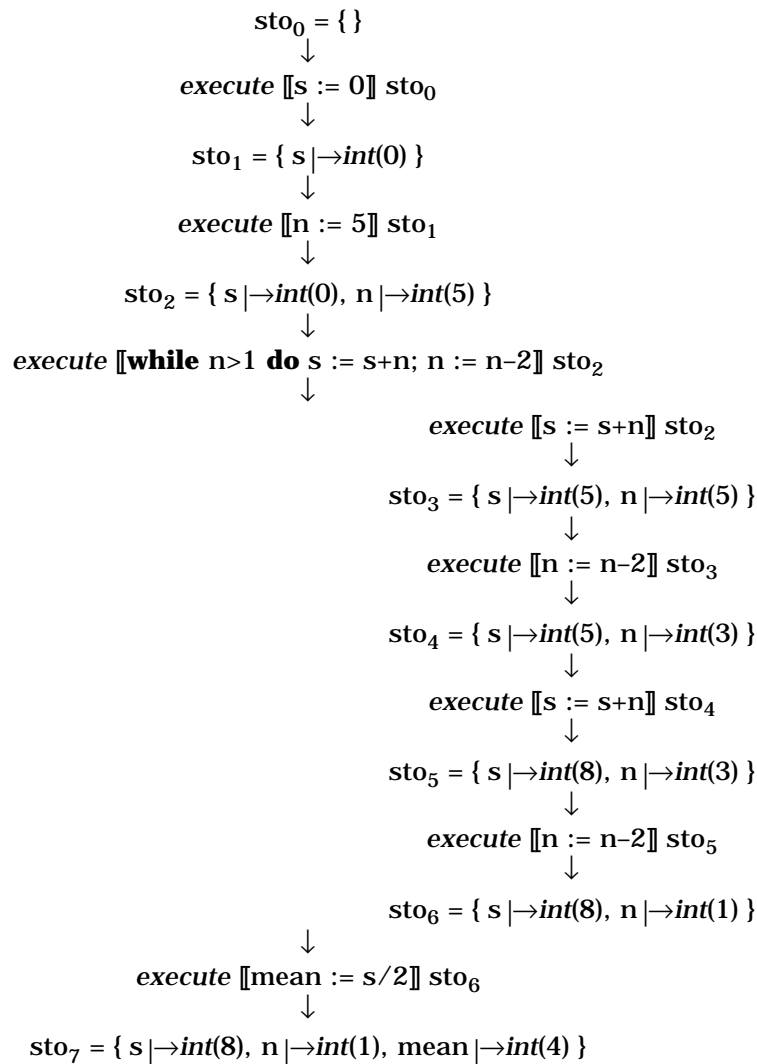 sto₀ = { }
↓
execute ⟦s := 0⟧ sto₀
↓
sto₁ = { s |→int(0) }
↓
execute ⟦n := 5⟧ sto₁
↓
sto₂ = { s |→int(0), n |→int(5) }
↓
execute ⟦while n>1 do s := s+n; n := n–2⟧ sto₂
↓
execute ⟦s := s+n⟧ sto₂
↓
sto₃ = { s |→int(5), n |→int(5) }
↓
execute ⟦n := n–2⟧ sto₃
↓
sto₄ = { s |→int(5), n |→int(3) }
↓
execute ⟦s := s+n⟧ sto₄
↓
sto₅ = { s |→int(8), n |→int(3) }
↓
execute ⟦n := n–2⟧ sto₅
↓
sto₆ = { s |→int(8), n |→int(1) }
↓
execute ⟦mean := s/2⟧ sto₆
↓
sto₇ = { s |→int(8), n |→int(1), mean |→int(4) }